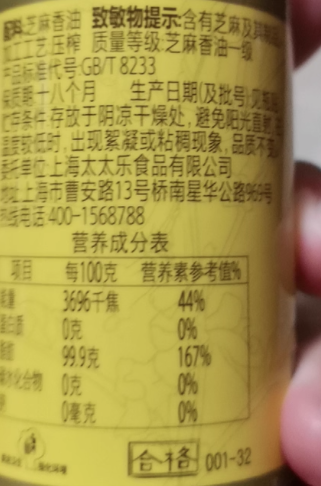 配料:芝麻香油 致敏物提示:含有芝麻及其制品
加工工艺:压榨 质量等级:芝麻香油一级
产品标准代号:GB/T 8233
保质期:十八个月 生产日期(及批号):见瓶
贮存条件:存放于阴凉干燥处,避免阳光直射,
温度较低时,出现絮凝或粘稠现象,品质不变
委托单位:上海太太乐食品有限公司
地址:上海市曹安路13号桥南星华公路969号
热线电话:400-1568788
营养成分表
项目 每100克 营养素参考值%
能量 3696千焦 44%
蛋白质 0克 0%
脂肪 99.9克 167%
碳水化合物 0克 0%
钠 0毫克 0%
合格 001-32